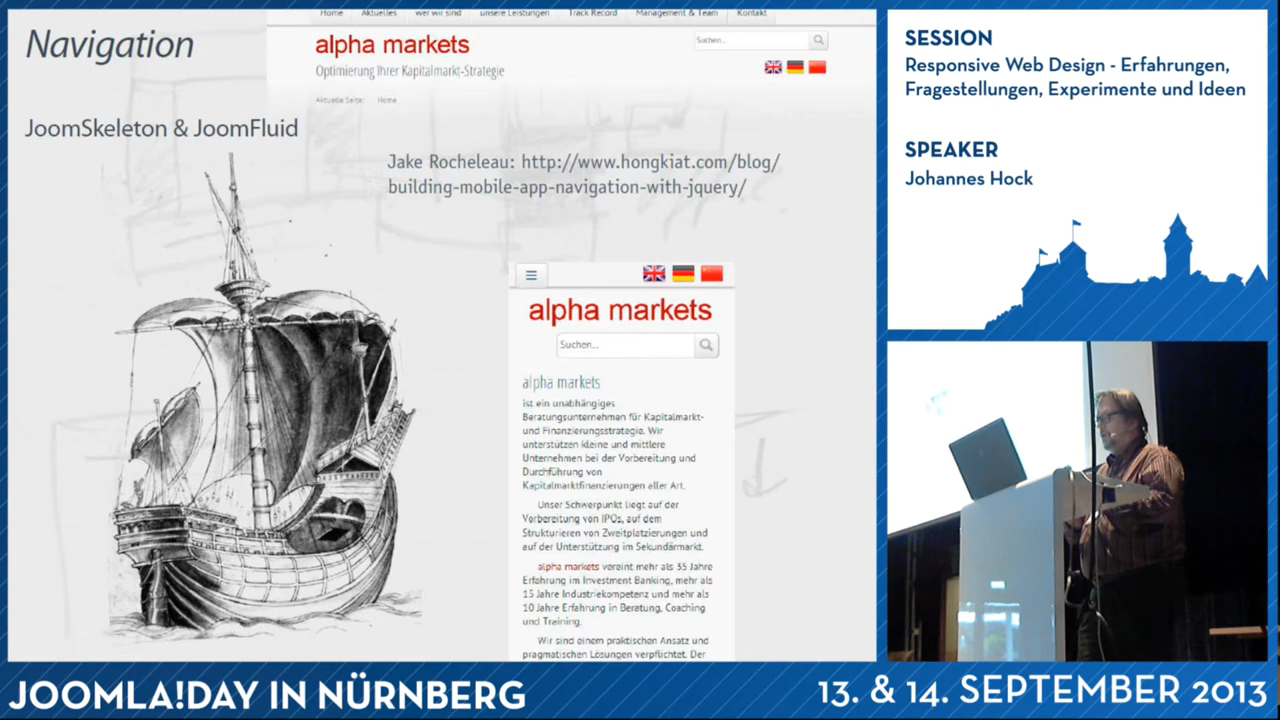 Navigation
Home Aktuelles wer wir sind unsere Leistungen Track Record Management & Team Kontakt
alpha markets
Suchen...
Optimierung Ihrer Kapitalmarkt-Strategie
Aktuelle Seite: Home
JoomSkeleton & JoomFluid
Jake Rocheleau: http://www.hongkiat.com/blog/
building-mobile-app-navigation-with-jquery/
alpha markets
Suchen...
alpha markets
ist ein unabhängiges
Beratungsunternehmen für Kapitalmarkt-
und Finanzierungsstrategie. Wir
unterstützen kleine und mittlere
Unternehmen bei der Vorbereitung und
Durchführung von
Kapitalmarktfinanzierungen aller Art.
Unser Schwerpunkt liegt auf der
Vorbereitung von IPOs, auf dem
Strukturieren von Zweitplatzierungen und
auf der Unterstützung im Sekundärmarkt.
alpha markets vereint mehr als 35 Jahre
Erfahrung im Investment Banking, mehr als
15 Jahre Industriekompetenz und mehr als
10 Jahre Erfahrung in Beratung, Coaching
und Training.
Wir sind einem praktischen Ansatz und
pragmatischen Lösungen verpflichtet. Der
SESSION
Responsive Web Design - Erfahrungen,
Fragestellungen, Experimente und Ideen
SPEAKER
Johannes Hock
JOOMLA!DAY IN NÜRNBERG
13. & 14. SEPTEMBER 2013